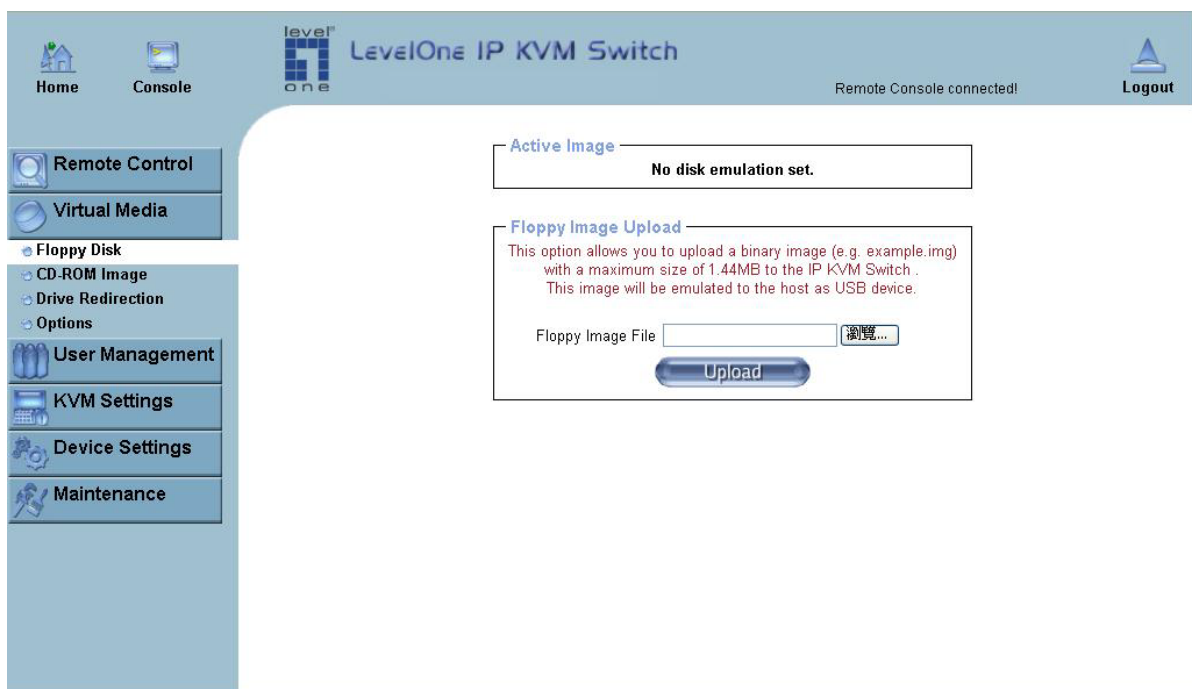 level
one
LevelOne IP KVM Switch
Home
Console
Remote Console connected!
Logout
Remote Control
Virtual Media
Floppy Disk
CD-ROM Image
Drive Redirection
Options
User Management
KVM Settings
Device Settings
Maintenance
Active Image
No disk emulation set.
Floppy Image Upload
This option allows you to upload a binary image (e.g. example.img)
with a maximum size of 1.44MB to the IP KVM Switch .
This image will be emulated to the host as USB device.
Floppy Image File
瀏覽...
Upload